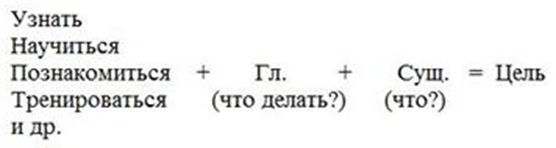 Узнать
Научиться
Познакомиться + Гл. + Сущ. = Цель
Тренироваться (что делать?) (что?)
и др.